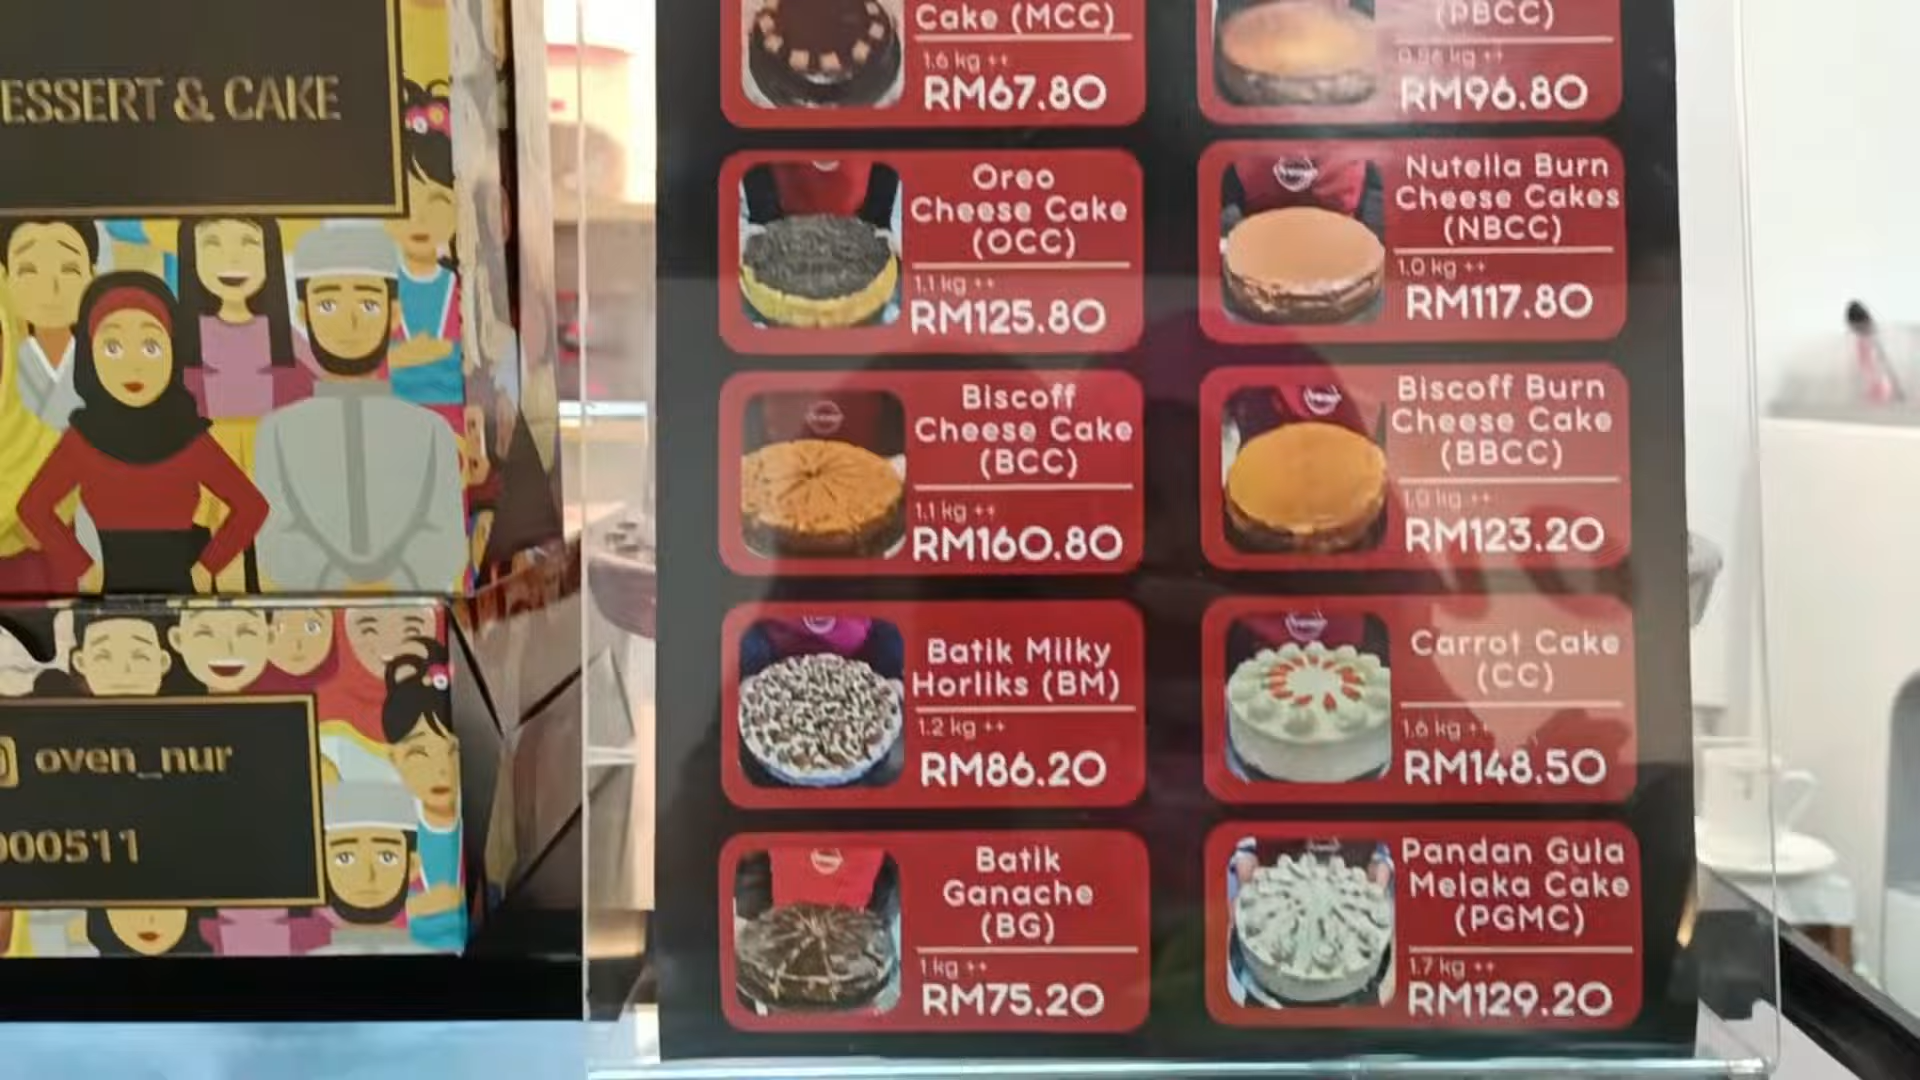 ESSERT & CAKE
oven_nur
000511
Cake (MCC)
1.6 kg ++
RM67.80
(PBCC)
0.96 kg ++
RM96.80
Oreo
Cheese Cake
(OCC)
1.1 kg ++
RM125.80
Nutella Burn
Cheese Cakes
(NBCC)
1.0 kg ++
RM117.80
Biscoff
Cheese Cake
(BCC)
1.1 kg ++
RM160.80
Biscoff Burn
Cheese Cake
(BBCC)
1.0 kg ++
RM123.20
Batik Milky
Horliks (BM)
1.2 kg ++
RM86.20
Carrot Cake
(CC)
1.6 kg ++
RM148.50
Batik
Ganache
(BG)
1 kg ++
RM75.20
Pandan Gula
Melaka Cake
(PGMC)
1.7 kg ++
RM129.20